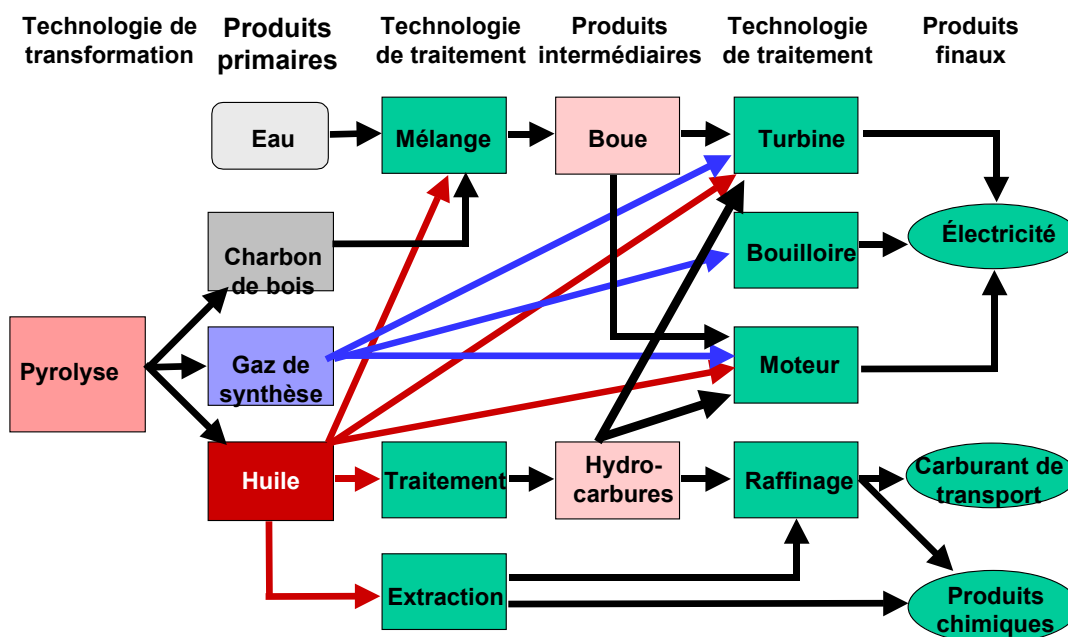 Technologie de
transformation
Produits
primaires
Technologie
de traitement
Produits
intermédiaires
Technologie
de traitement
Produits
finaux
Eau
Mélange
Boue
Turbine
Charbon
de bois
Bouilloire
Électricité
Pyrolyse
Gaz de
synthèse
Moteur
Huile
Traitement
Hydro-
carbures
Raffinage
Carburant de
transport
Extraction
Produits
chimiques